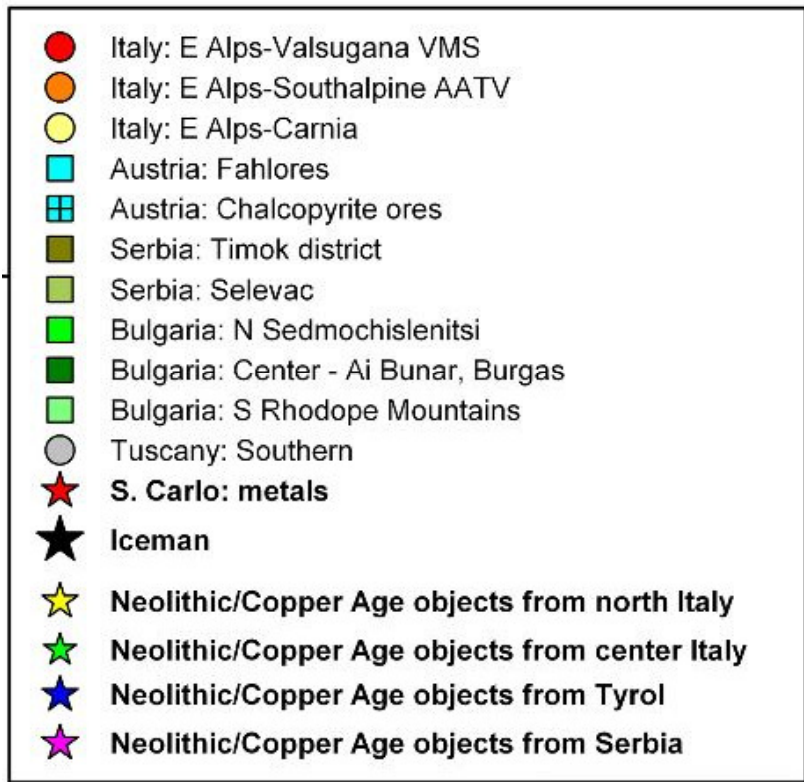 Italy: E Alps-Valsugana VMS
Italy: E Alps-Southalpine AATV
Italy: E Alps-Carnia
Austria: Fahlores
Austria: Chalcopyrite ores
Serbia: Timok district
Serbia: Selevac
Bulgaria: N Sedmochislenitsi
Bulgaria: Center - Ai Bunar, Burgas
Bulgaria: S Rhodope Mountains
Tuscany: Southern
S. Carlo: metals
Iceman
Neolithic/Copper Age objects from north Italy
Neolithic/Copper Age objects from center Italy
Neolithic/Copper Age objects from Tyrol
Neolithic/Copper Age objects from Serbia